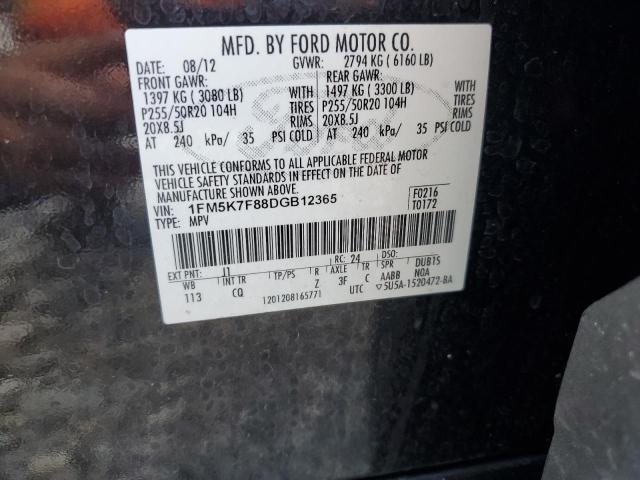 MFD. BY FORD MOTOR CO.
DATE: 08/12 GVWR: 2794 KG ( 6160 LB)
FRONT GAWR: REAR GAWR:
1397 KG ( 3080 LB) WITH 1497 KG ( 3300 LB) WITH
P255/50R20 104H TIRES P255/50R20 104H TIRES
20X8.5J RIMS 20X8.5J RIMS
AT 240 kPa/ 35 PSI COLD AT 240 kPa/ 35 PSI COLD
THIS VEHICLE CONFORMS TO ALL APPLICABLE FEDERAL MOTOR
VEHICLE SAFETY STANDARDS IN EFFECT ON THE DATE OF
MANUFACTURE SHOWN ABOVE.
VIN: 1FM5K7F88DGB12365 F0216
TYPE: MPV T0172
EXT PNT: J1 RC: 24 DSO:
WB INT TR TP/PS R AXLE TR SPR DUBTS
113 CQ Z 3F C AABB NOA
1201208165771 UTC ▽5U5A-1520472-BA